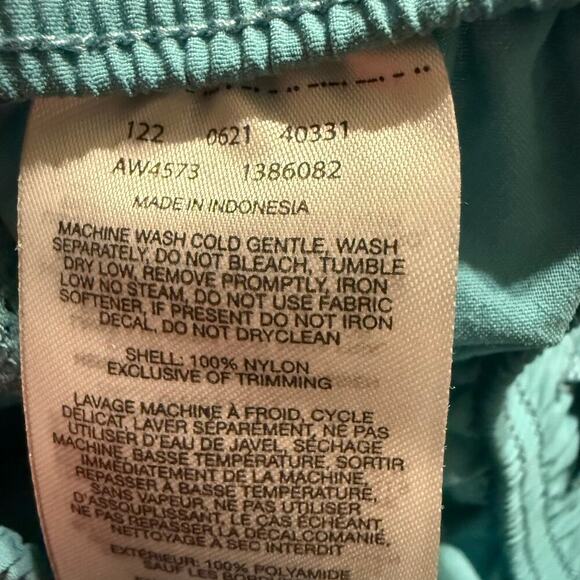 122 0621 40331
AW4573 1386082
MADE IN INDONESIA
MACHINE WASH COLD GENTLE, WASH
SEPARATELY, DO NOT BLEACH, TUMBLE
DRY LOW, REMOVE PROMPTLY, IRON
LOW NO STEAM, DO NOT USE FABRIC
SOFTENER, IF PRESENT DO NOT IRON
DECAL, DO NOT DRYCLEAN
SHELL: 100% NYLON
EXCLUSIVE OF TRIMMING
LAVAGE MACHINE À FROID, CYCLE
DÉLICAT, LAVER SÉPARÉMENT, NE PAS
UTILISER D'EAU DE JAVEL, SÉCHAGE
MACHINE, BASSE TEMPÉRATURE, SORTIR
IMMÉDIATEMENT DE LA MACHINE,
REPASSER À BASSE TEMPÉRATURE,
SANS VAPEUR, NE PAS UTILISER
D'ASSOUPLISSANT, LE CAS ÉCHÉANT,
NE PAS REPASSER LA DÉCALCOMANIE,
NETTOYAGE À SEC INTERDIT
EXTÉRIEUR: 100% POLYAMIDE
SAUF LES